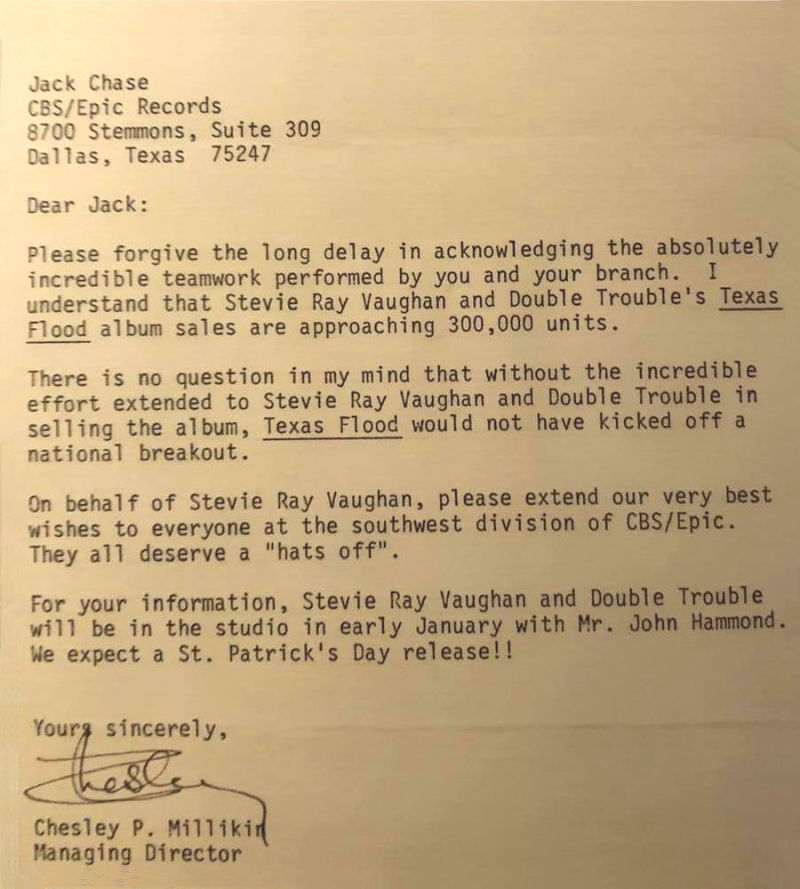 Jack Chase
CBS/Epic Records
8700 Stemmons, Suite 309
Dallas, Texas 75247
Dear Jack:
Please forgive the long delay in acknowledging the absolutely
incredible teamwork performed by you and your branch. I
understand that Stevie Ray Vaughan and Double Trouble's Texas
Flood album sales are approaching 300,000 units.
There is no question in my mind that without the incredible
effort extended to Stevie Ray Vaughan and Double Trouble in
selling the album, Texas Flood would not have kicked off a
national breakout.
On behalf of Stevie Ray Vaughan, please extend our very best
wishes to everyone at the southwest division of CBS/Epic.
They all deserve a "hats off".
For your information, Stevie Ray Vaughan and Double Trouble
will be in the studio in early January with Mr. John Hammond.
We expect a St. Patrick's Day release!!
Yours sincerely,
Chesley
Chesley P. Millikin
Managing Director